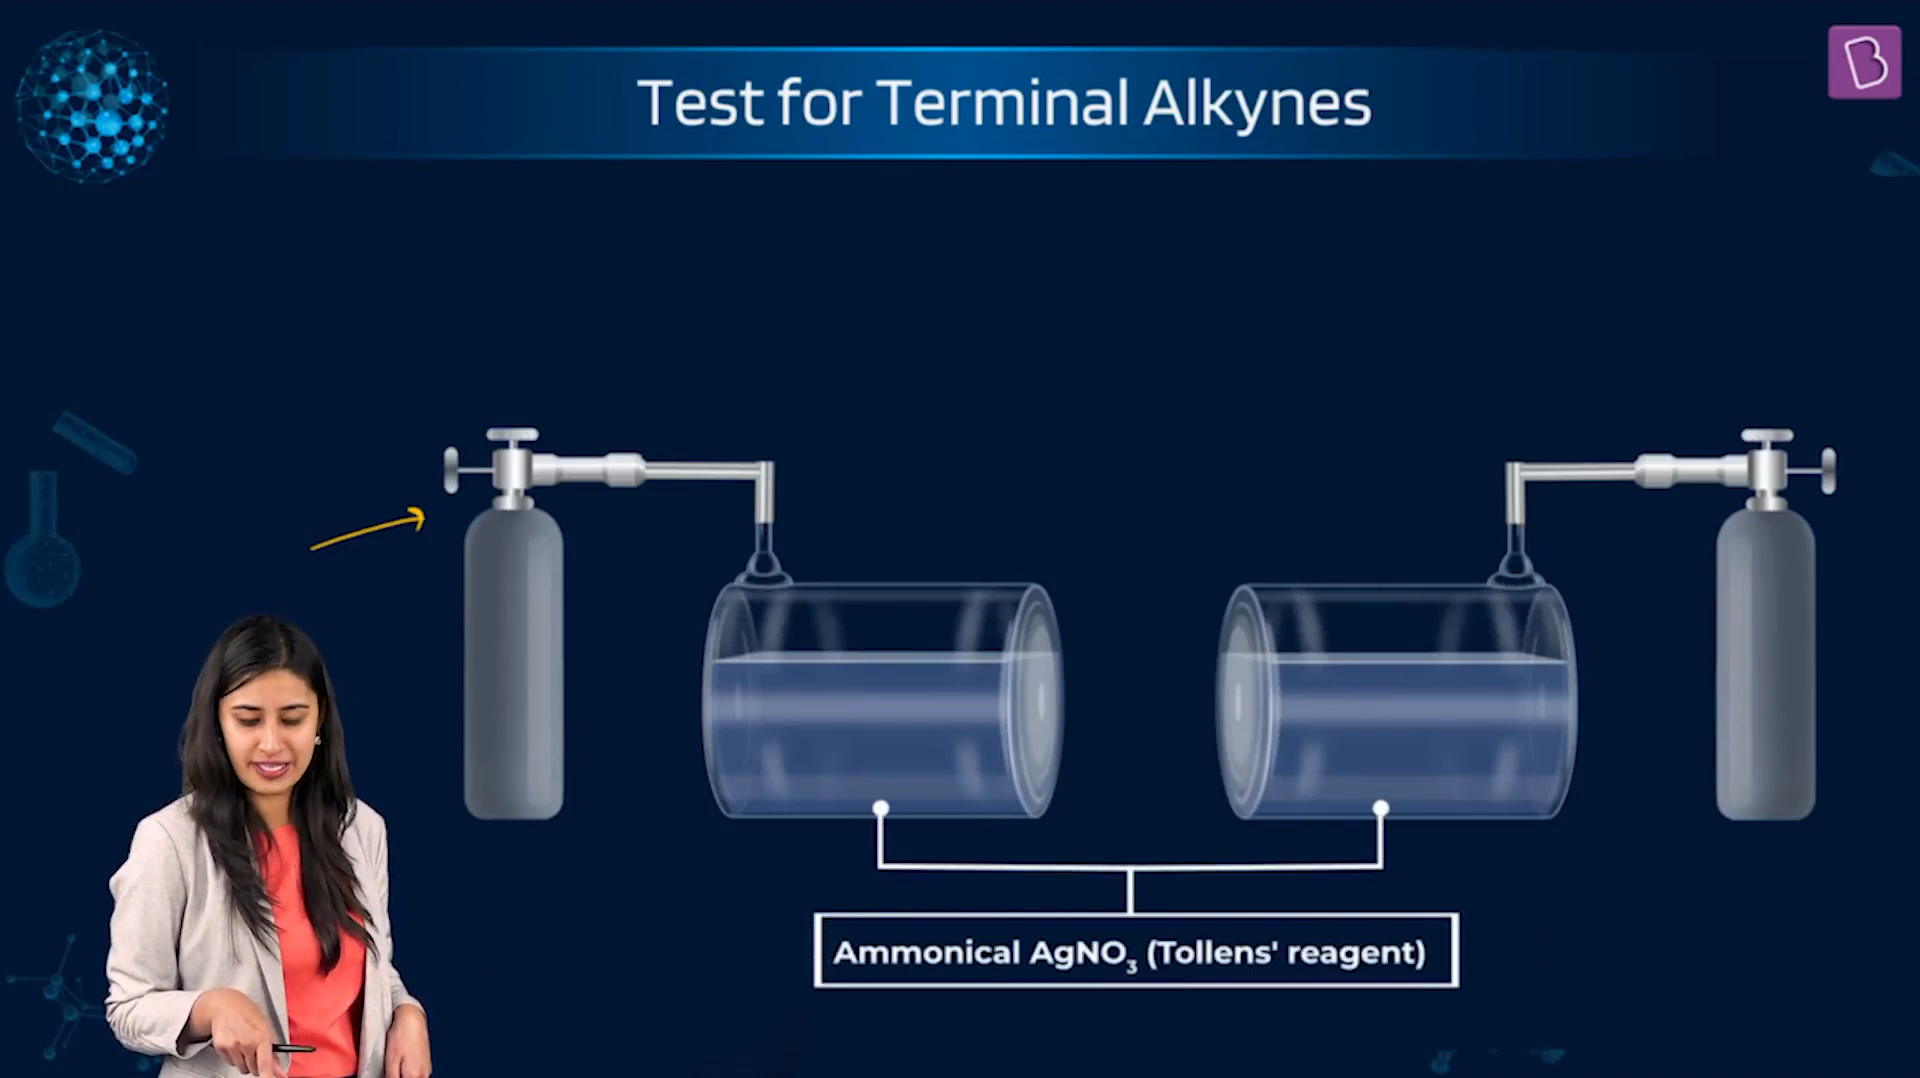 Test for Terminal Alkynes
B
Ammonical AgNO₃ (Tollens' reagent)